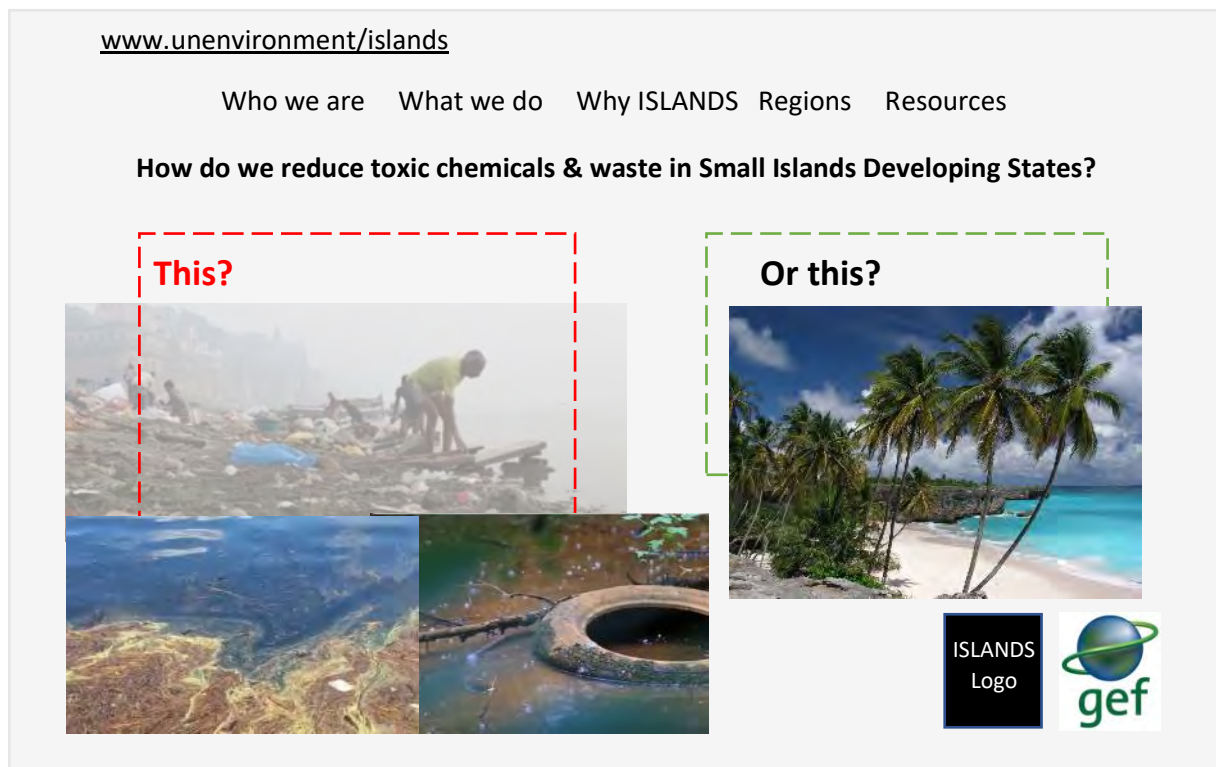 www.unenvironment/islands
Who we are What we do Why ISLANDS Regions Resources
How do we reduce toxic chemicals & waste in Small Islands Developing States?
This?
Or this?
ISLANDS
Logo
gef